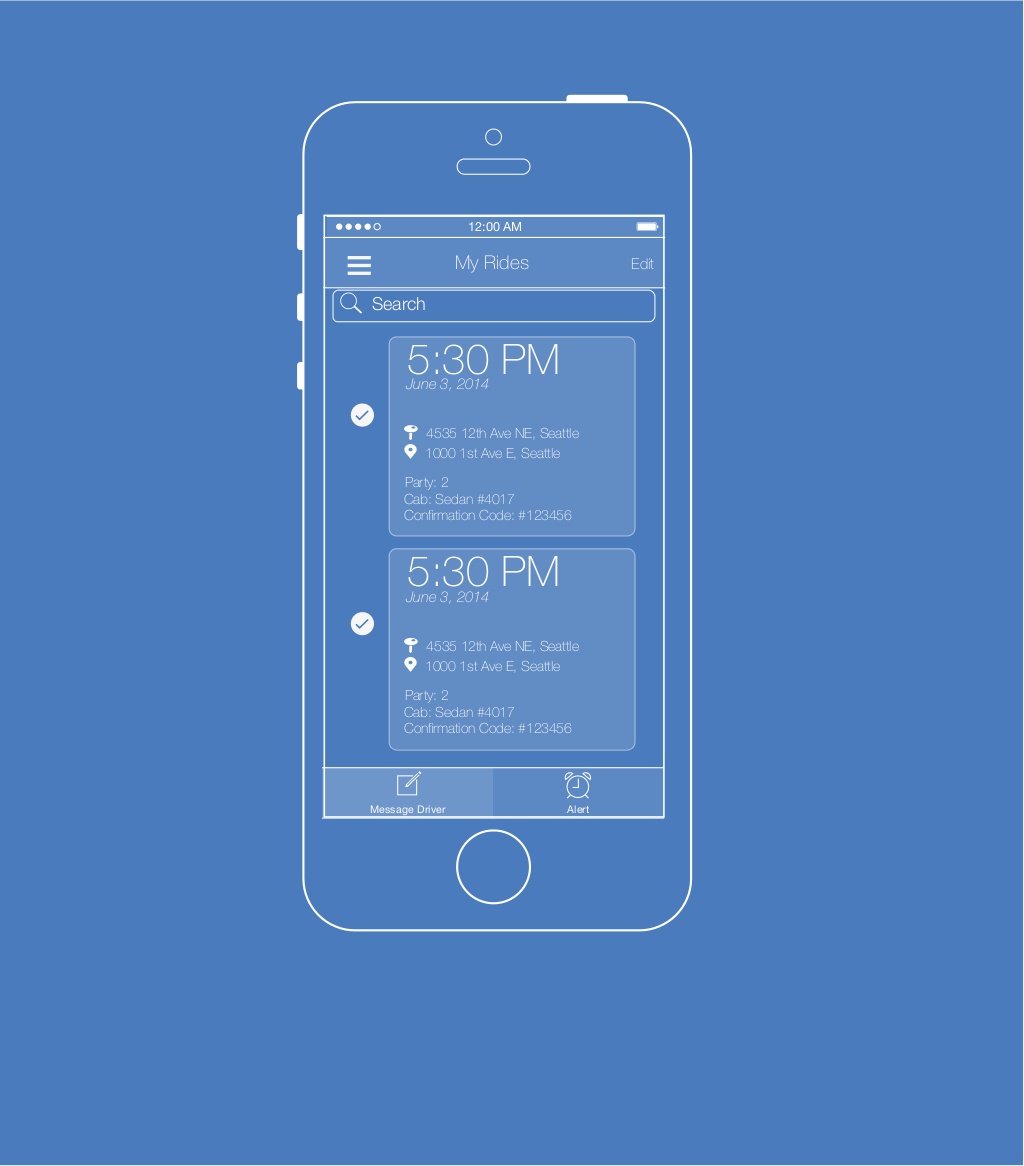 12:00 AM
My Rides
Edit
Search
5:30 PM
June 3, 2014
4535 12th Ave NE, Seattle
1000 1st Ave E, Seattle
Party: 2
Cab: Sedan #4017
Confirmation Code: #123456
5:30 PM
June 3, 2014
4535 12th Ave NE, Seattle
1000 1st Ave E, Seattle
Party: 2
Cab: Sedan #4017
Confirmation Code: #123456
Message Driver
Alert